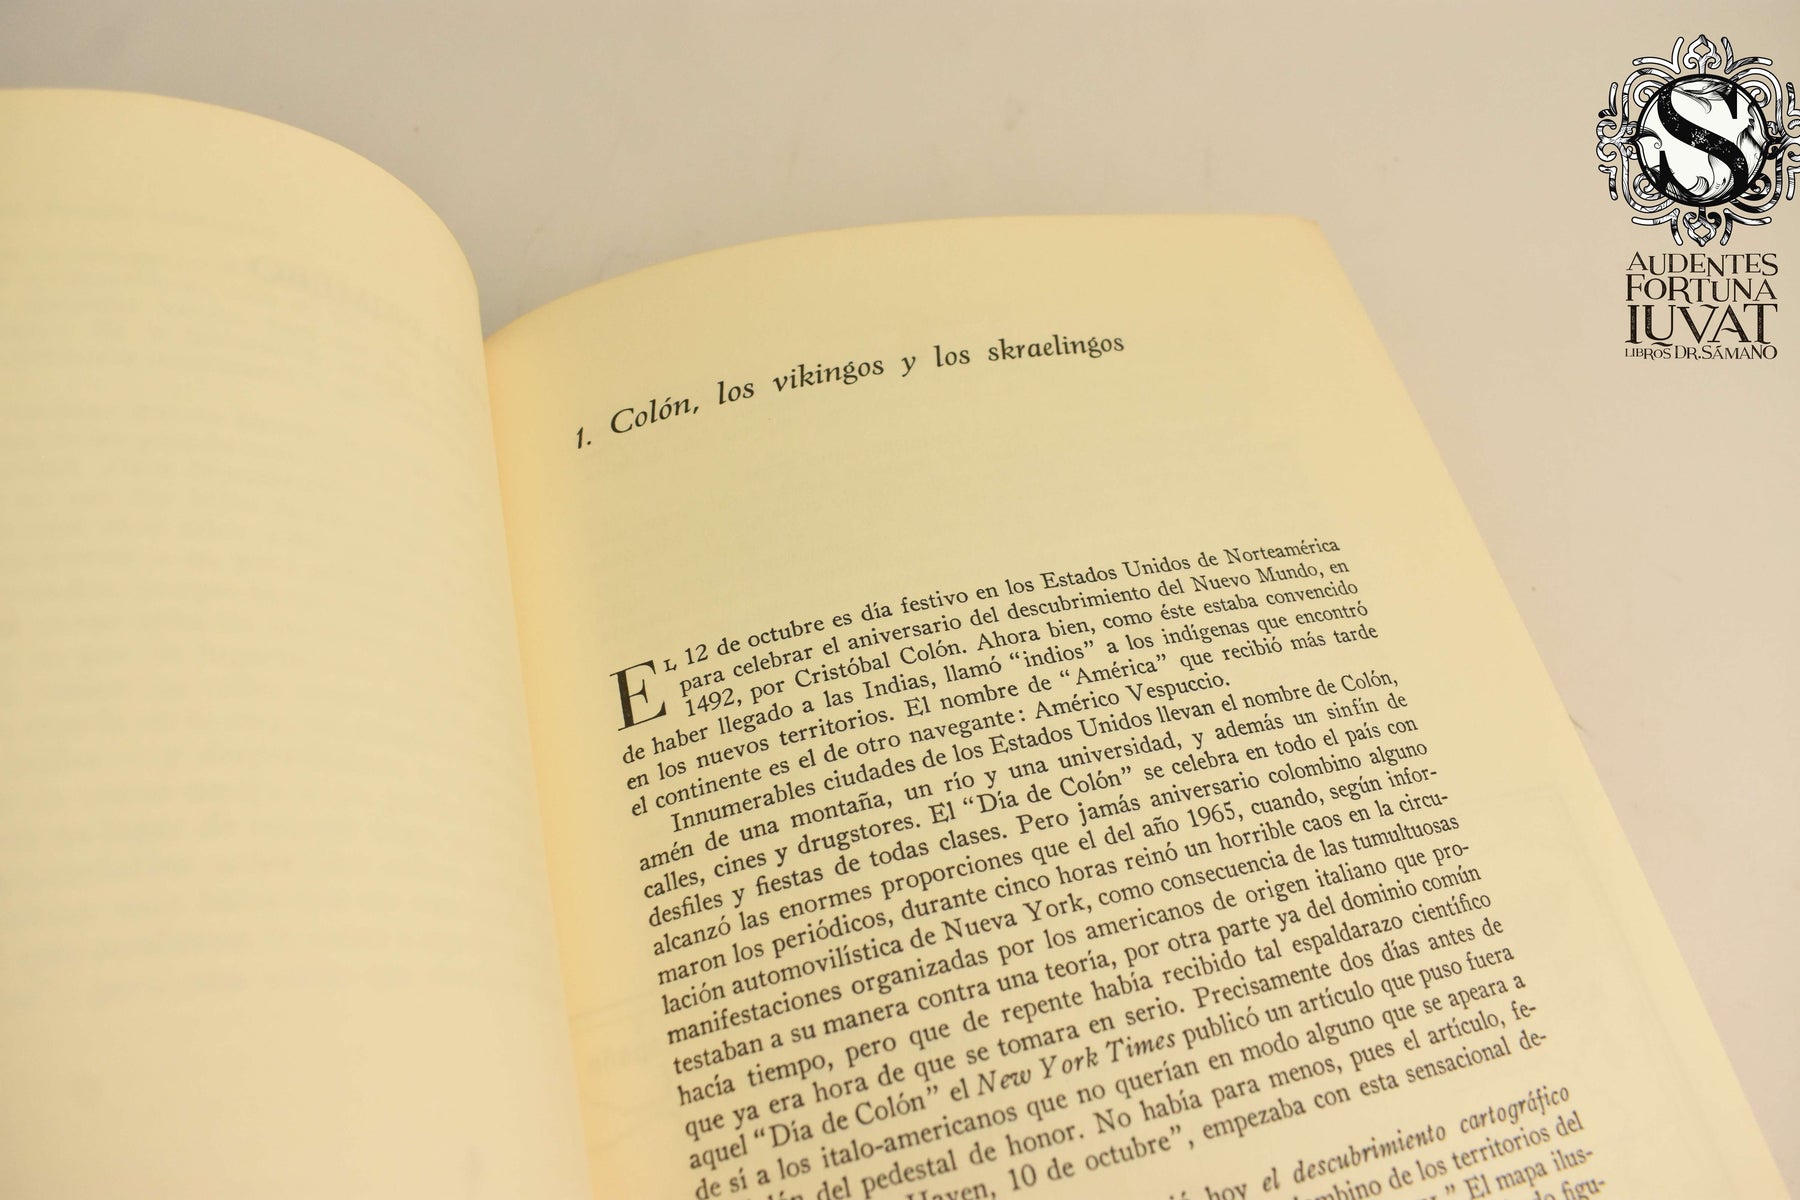 S
AUDENTES
FORTUNA
IUVAT
LIBROS DR. SÁMANO
1. Colón, los vikingos y los skraelingos
EL 12 de octubre es día festivo en los Estados Unidos de Norteamérica
para celebrar el aniversario del descubrimiento del Nuevo Mundo, en
1492, por Cristóbal Colón. Ahora bien, como éste estaba convencido
de haber llegado a las Indias, llamó “indios” a los indígenas que encontró
en los nuevos territorios. El nombre de “América” que recibió más tarde
el continente es el de otro navegante: Américo Vespuccio.
Innumerables ciudades de los Estados Unidos llevan el nombre de Colón,
amén de una montaña, un río y una universidad, y además un sinfín de
calles, cines y drugstores. El “Día de Colón” se celebra en todo el país con
desfiles y fiestas de todas clases. Pero jamás aniversario colombino alguno
alcanzó las enormes proporciones que el del año 1965, cuando, según infor-
maron los periódicos, durante cinco horas reinó un horrible caos en la circu-
lación automovilística de Nueva York, como consecuencia de las tumultuosas
manifestaciones organizadas por los americanos de origen italiano que pro-
testaban a su manera contra una teoría, por otra parte ya del dominio común
hacía tiempo, pero que de repente había recibido tal espaldarazo científico
que ya era hora de que se tomara en serio. Precisamente dos días antes de
aquel “Día de Colón” el New York Times publicó un artículo que puso fuera
de sí a los italo-americanos que no querían en modo alguno que se apeara a
del pedestal de honor. No había para menos, pues el artículo, fe-
Haven, 10 de octubre”, empezaba con esta sensacional de-
hoy el descubrimiento cartográfico
de los territorios del
El mapa ilus-
figu-